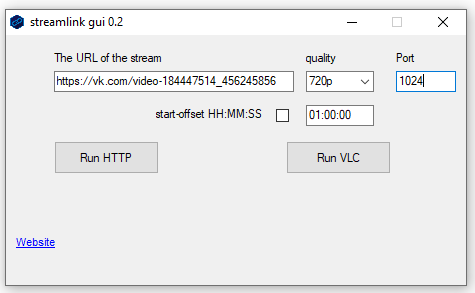 streamlink gui 0.2
The URL of the stream quality Port
https://vk.com/video-184447514_456245856 720p 1024
start-offset HH:MM:SS 01:00:00
Run HTTP Run VLC
Website